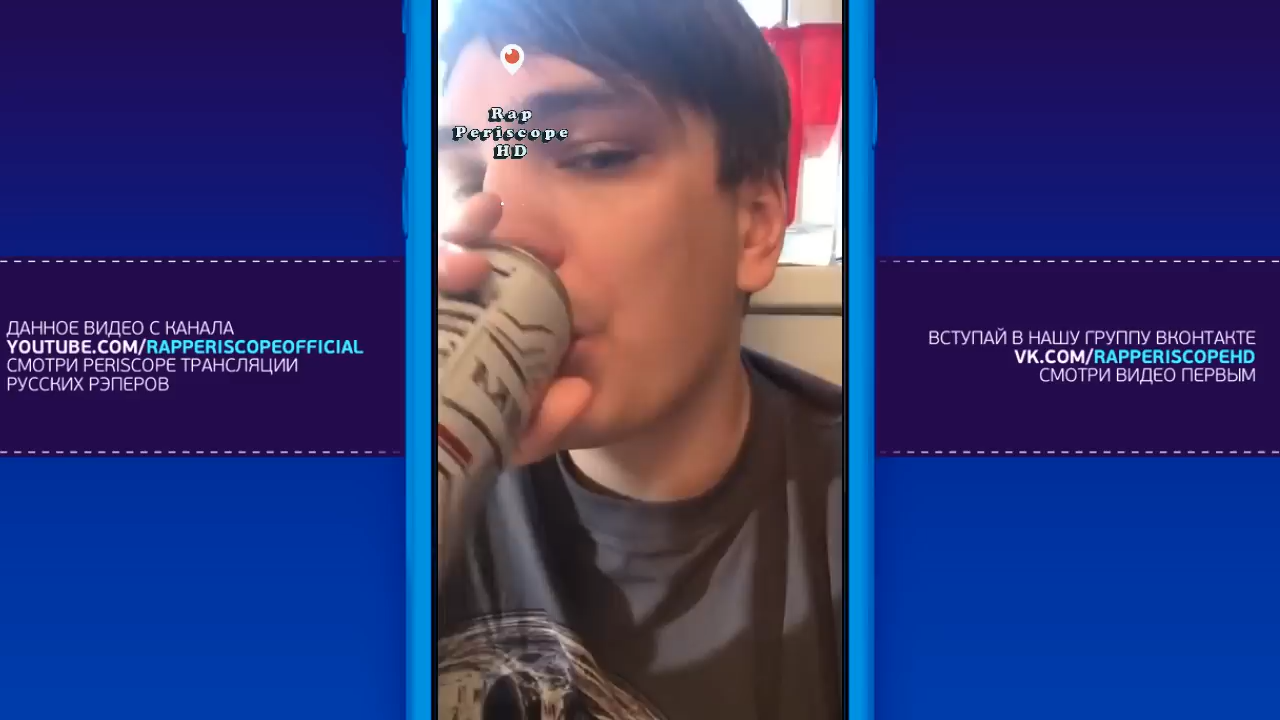 Rap
Periscope
HD
ДАННОЕ ВИДЕО С КАНАЛА
YOUTUBE.COM/RAPPERISCOPEOFFICIAL
СМОТРИ PERISCOPE ТРАНСЛЯЦИИ
РУССКИХ РЭПЕРОВ
ВСТУПАЙ В НАШУ ГРУППУ ВКОНТАКТЕ
VK.COM/RAPPERISCOPEHD
СМОТРИ ВИДЕО ПЕРВЫМ